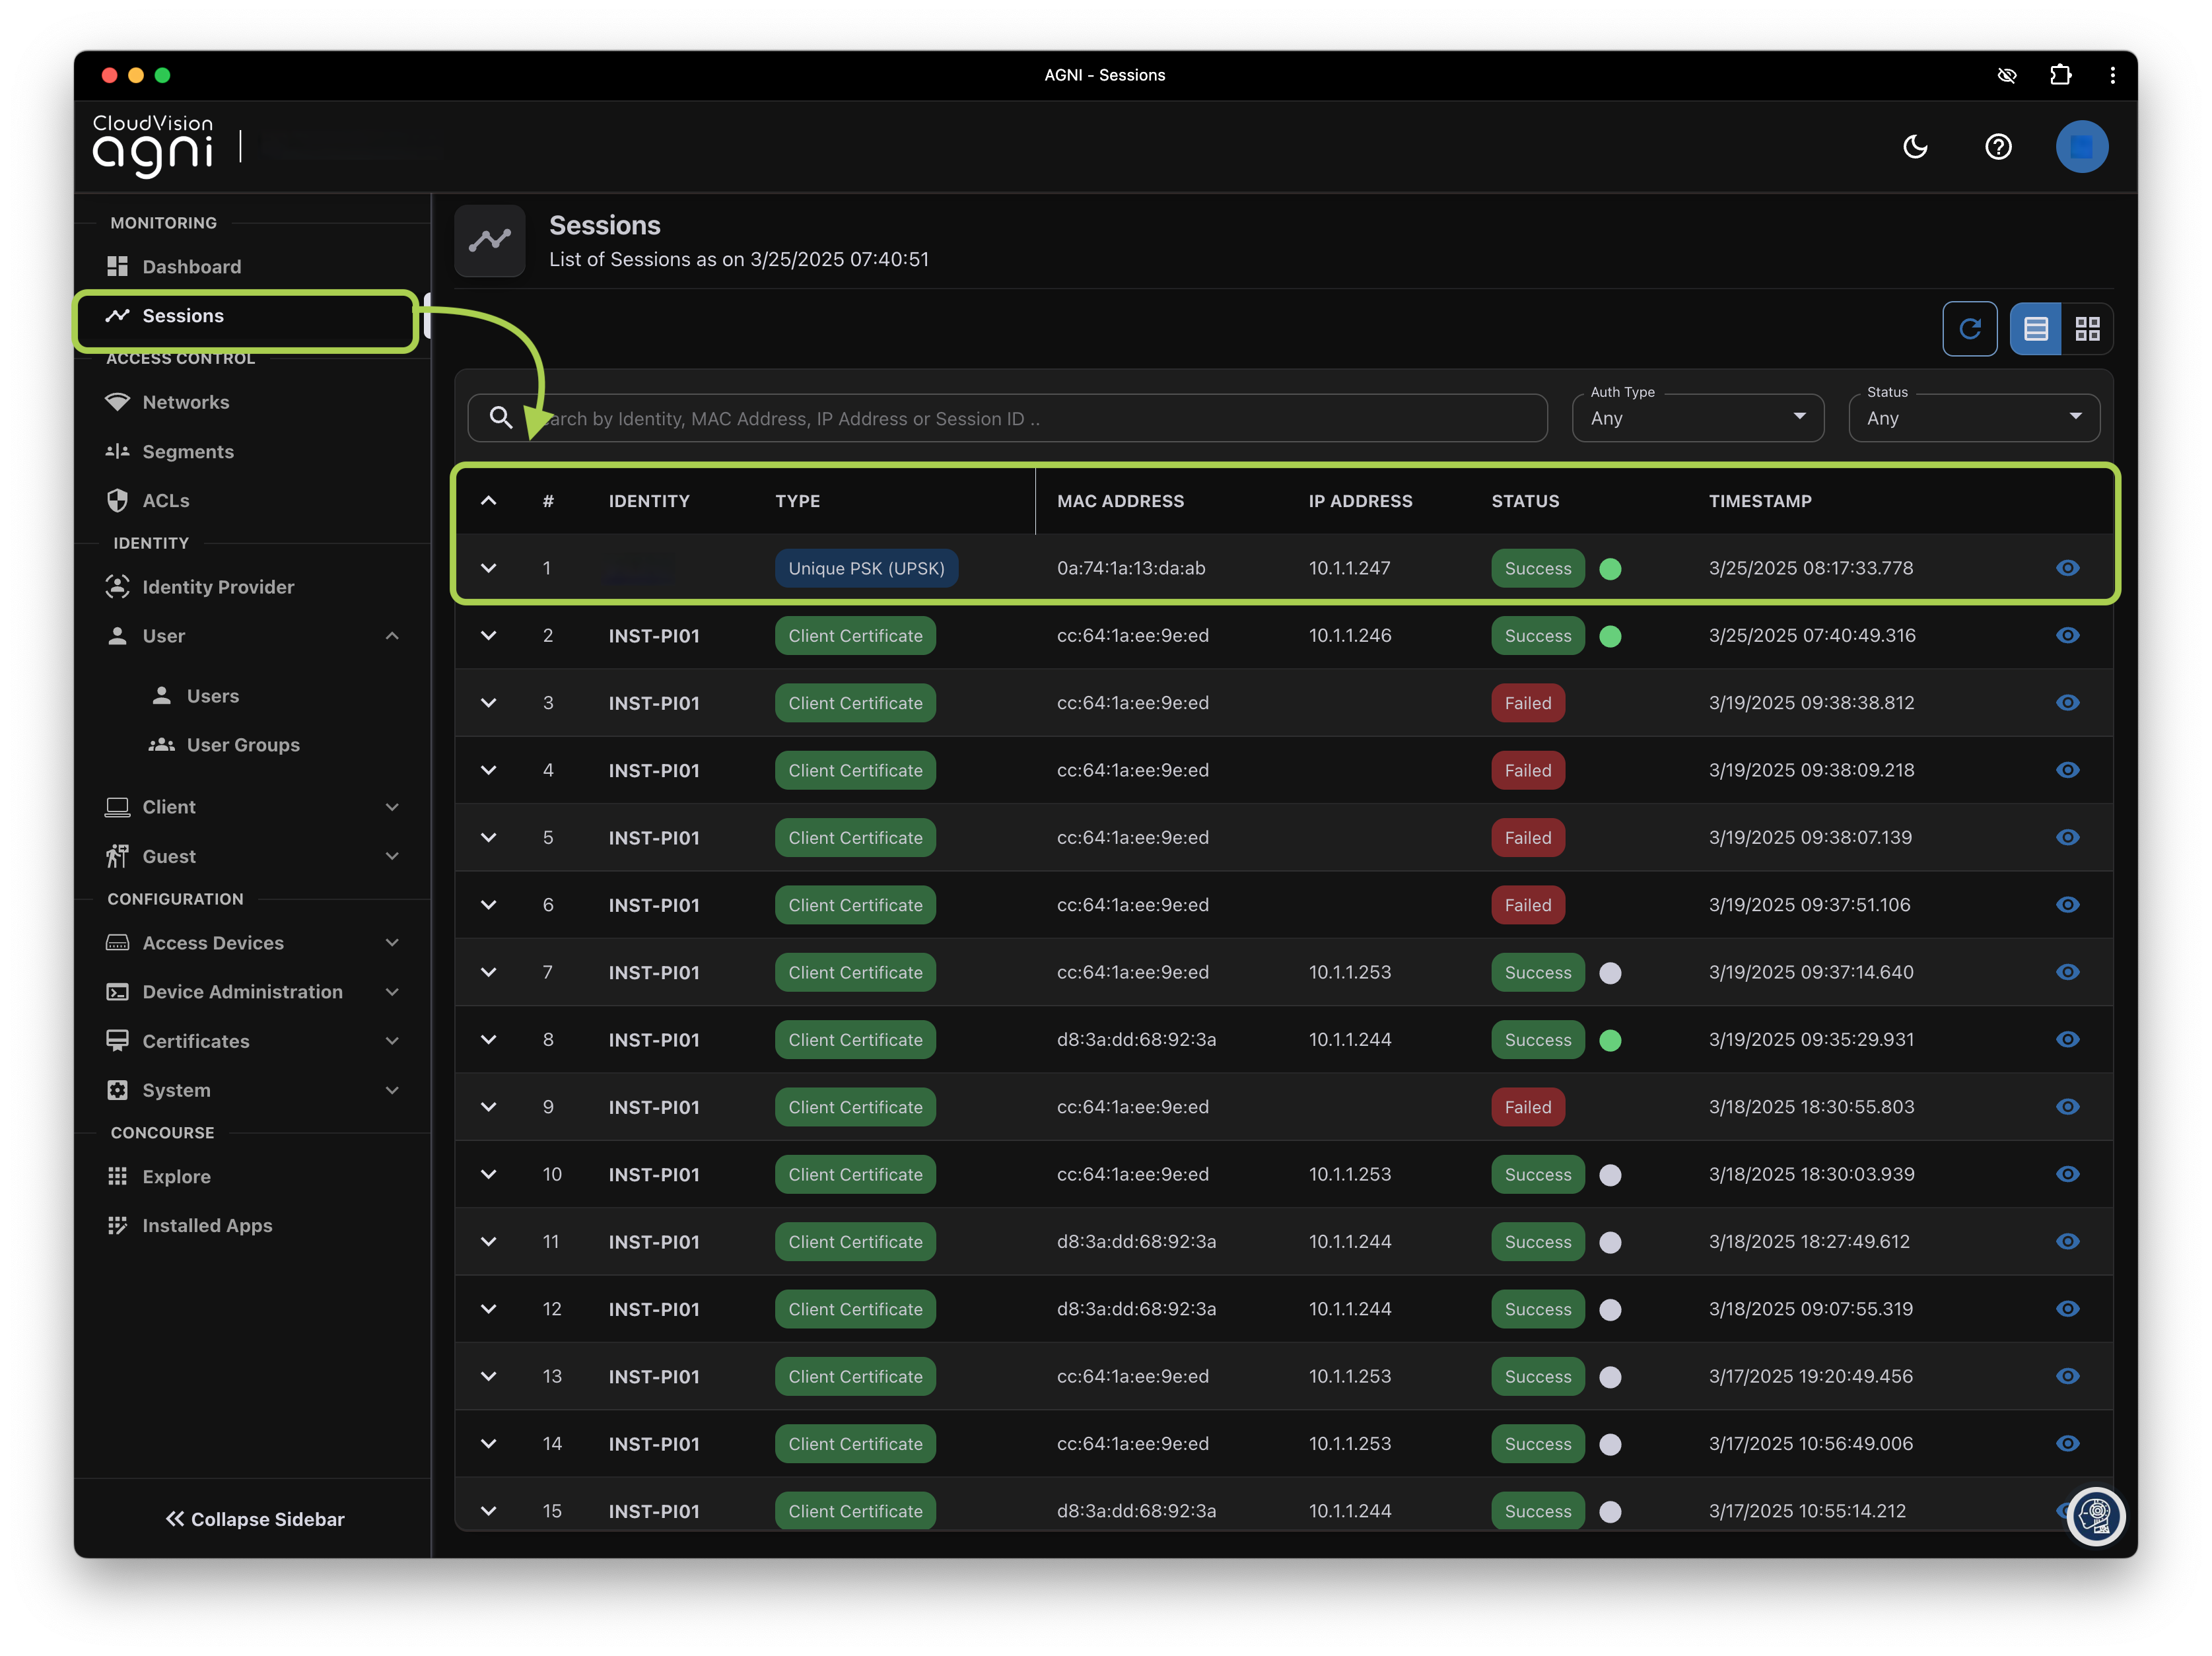 AGNI - Sessions
CloudVision
agni
MONITORING
Dashboard
Sessions
ACCESS CONTROL
Networks
Segments
ACLs
IDENTITY
Identity Provider
User
Users
User Groups
Client
Guest
CONFIGURATION
Access Devices
Device Administration
Certificates
System
CONCOURSE
Explore
Installed Apps
Collapse Sidebar
Sessions
List of Sessions as on 3/25/2025 07:40:51
by Identity, MAC Address, IP Address or Session ID ..
Auth Type
Any
Status
Any
# IDENTITY TYPE MAC ADDRESS IP ADDRESS STATUS TIMESTAMP
1 Unique PSK (UPSK) 0a:74:1a:13:da:ab 10.1.1.247 Success 3/25/2025 08:17:33.778
2 INST-PI01 Client Certificate cc:64:1a:ee:9e:ed 10.1.1.246 Success 3/25/2025 07:40:49.316
3 INST-PI01 Client Certificate cc:64:1a:ee:9e:ed Failed 3/19/2025 09:38:38.812
4 INST-PI01 Client Certificate cc:64:1a:ee:9e:ed Failed 3/19/2025 09:38:09.218
5 INST-PI01 Client Certificate cc:64:1a:ee:9e:ed Failed 3/19/2025 09:38:07.139
6 INST-PI01 Client Certificate cc:64:1a:ee:9e:ed Failed 3/19/2025 09:37:51.106
7 INST-PI01 Client Certificate cc:64:1a:ee:9e:ed 10.1.1.253 Success 3/19/2025 09:37:14.640
8 INST-PI01 Client Certificate d8:3a:dd:68:92:3a 10.1.1.244 Success 3/19/2025 09:35:29.931
9 INST-PI01 Client Certificate cc:64:1a:ee:9e:ed Failed 3/18/2025 18:30:55.803
10 INST-PI01 Client Certificate cc:64:1a:ee:9e:ed 10.1.1.253 Success 3/18/2025 18:30:03.939
11 INST-PI01 Client Certificate d8:3a:dd:68:92:3a 10.1.1.244 Success 3/18/2025 18:27:49.612
12 INST-PI01 Client Certificate d8:3a:dd:68:92:3a 10.1.1.244 Success 3/18/2025 09:07:55.319
13 INST-PI01 Client Certificate cc:64:1a:ee:9e:ed 10.1.1.253 Success 3/17/2025 19:20:49.456
14 INST-PI01 Client Certificate cc:64:1a:ee:9e:ed 10.1.1.253 Success 3/17/2025 10:56:49.006
15 INST-PI01 Client Certificate d8:3a:dd:68:92:3a 10.1.1.244 Success 3/17/2025 10:55:14.212